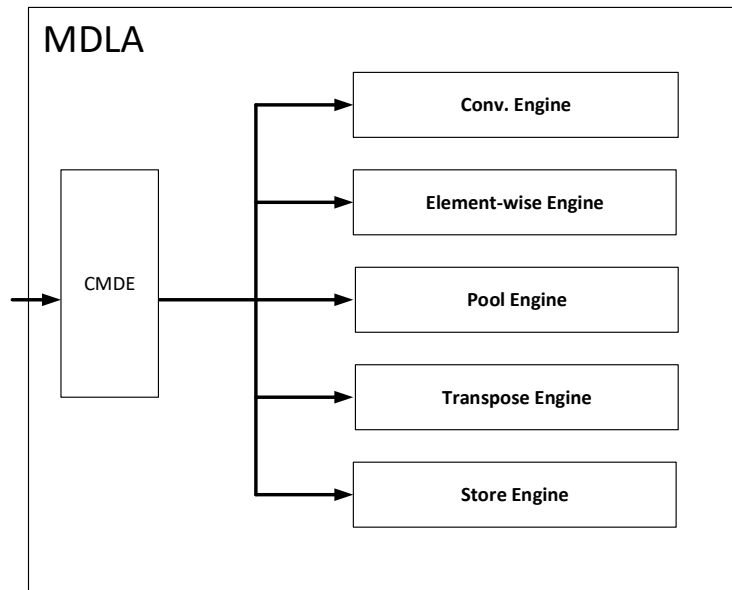 MDLA
CMDE
Conv. Engine
Element-wise Engine
Pool Engine
Transpose Engine
Store Engine